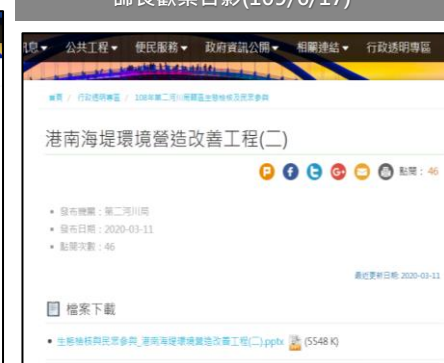 師長歡樂合影(109/6/17)
訊息▼ 公共工程▼ 便民服務▼ 政府資訊公開▼ 相關連結▼ 行政透明專區
首頁 / 行政透明專區 / 108年第二河川局轄區生態檢核及民眾參與
港南海堤環境營造改善工程(二)
點閱：46
發布機關：第二河川局
發布日期：2020-03-11
點閱次數：46
最近更新日期 2020-03-11
檔案下載
生態檢核與民眾參與_港南海堤環境營造改善工程(二).pptx (5548 K)